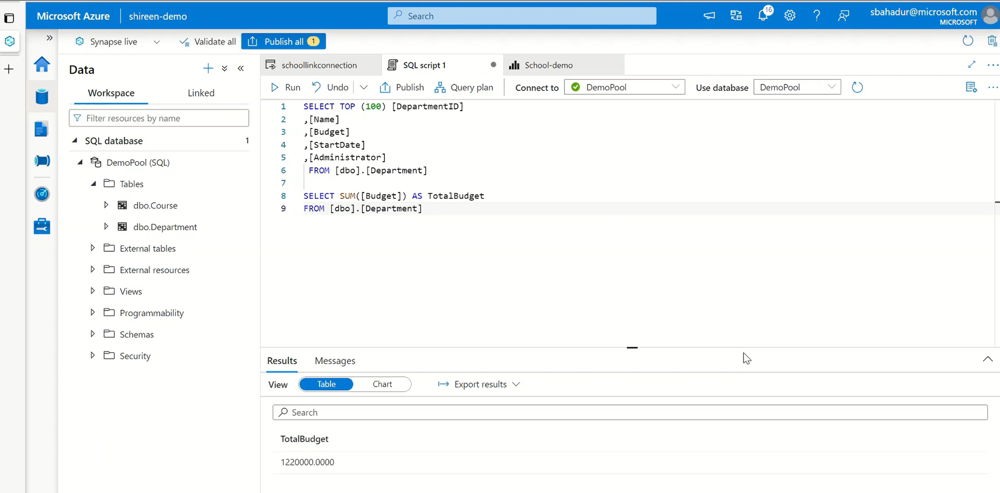 Microsoft Azure
shireen-demo
Search
16
sbahadur@microsoft.com
MICROSOFT
Synapse live
Validate all
Publish all 1
Data
Workspace
Linked
Filter resources by name
SQL database 1
DemoPool (SQL)
Tables
dbo.Course
dbo.Department
External tables
External resources
Views
Programmability
Schemas
Security
schoollinkconnection
SQL script 1
School-demo
Run
Undo
Publish
Query plan
Connect to
DemoPool
Use database
DemoPool
1 SELECT TOP (100) [DepartmentID]
2 ,[Name]
3 ,[Budget]
4 ,[StartDate]
5 ,[Administrator]
6 FROM [dbo].[Department]
7
8 SELECT SUM([Budget]) AS TotalBudget
9 FROM [dbo].[Department]
Results
Messages
View
Table
Chart
Export results
Search
TotalBudget
1220000.0000